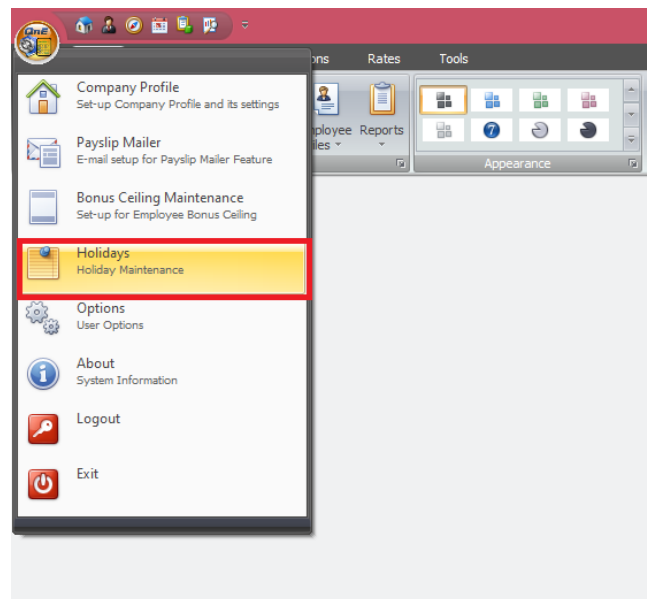 QnE
ons
Rates
Tools
Company Profile
Set-up Company Profile and its settings
Payslip Mailer
E-mail setup for Payslip Mailer Feature
Bonus Ceiling Maintenance
Set-up for Employee Bonus Ceiling
Holidays
Holiday Maintenance
Options
User Options
About
System Information
Logout
Exit
ployee
iles
Reports
Appearance